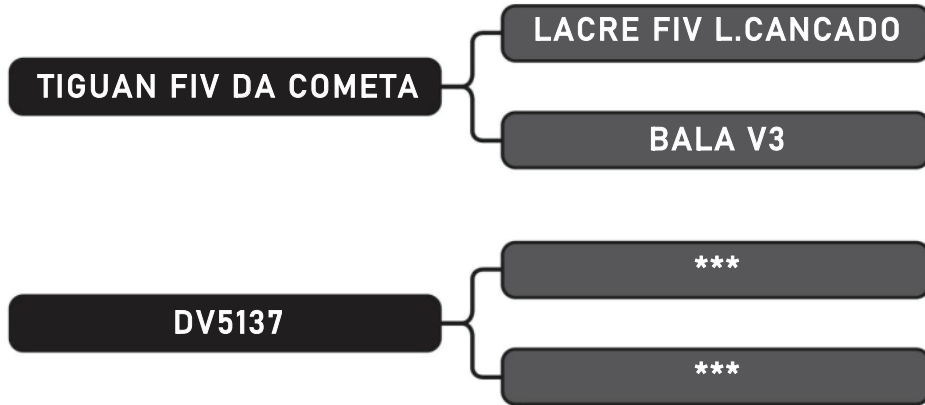 LACRE FIV L.CANCADO
TIGUAN FIV DA COMETA
BALA V3
***
DV5137
***